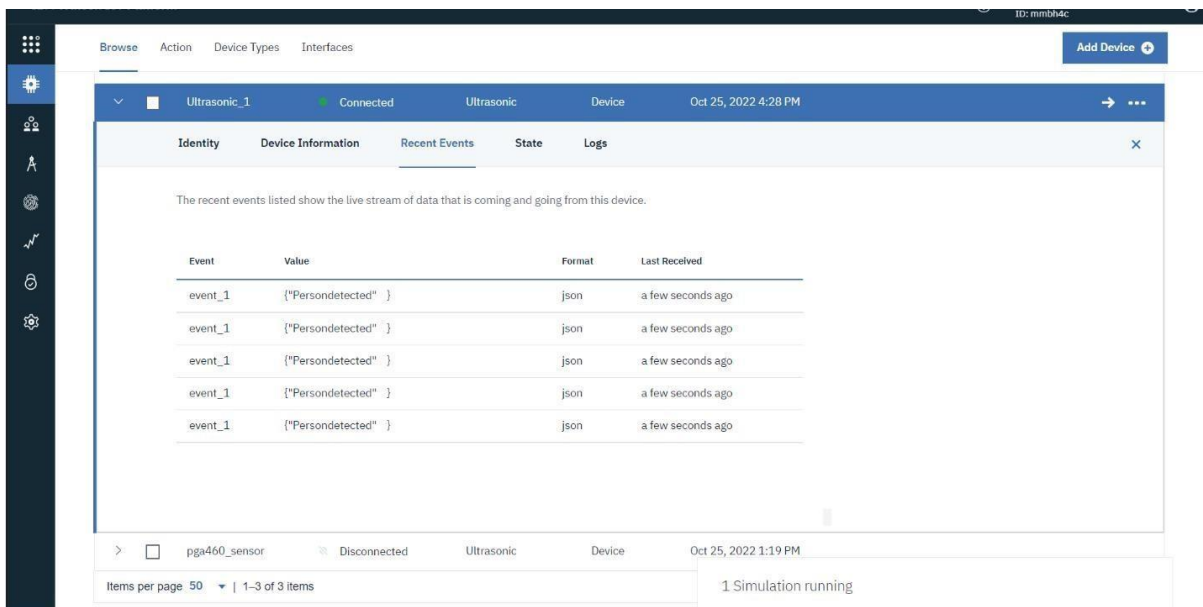 ID: mmbh4c
Browse Action Device Types Interfaces Add Device
Ultrasonic_1 Connected Ultrasonic Device Oct 25, 2022 4:28 PM
Identity Device Information Recent Events State Logs
The recent events listed show the live stream of data that is coming and going from this device.
Event Value Format Last Received
event_1 {"Persondetected" } json a few seconds ago
event_1 {"Persondetected" } json a few seconds ago
event_1 {"Persondetected" } json a few seconds ago
event_1 {"Persondetected" } json a few seconds ago
event_1 {"Persondetected" } json a few seconds ago
pga460_sensor Disconnected Ultrasonic Device Oct 25, 2022 1:19 PM
Items per page 50 | 1–3 of 3 items
1 Simulation running